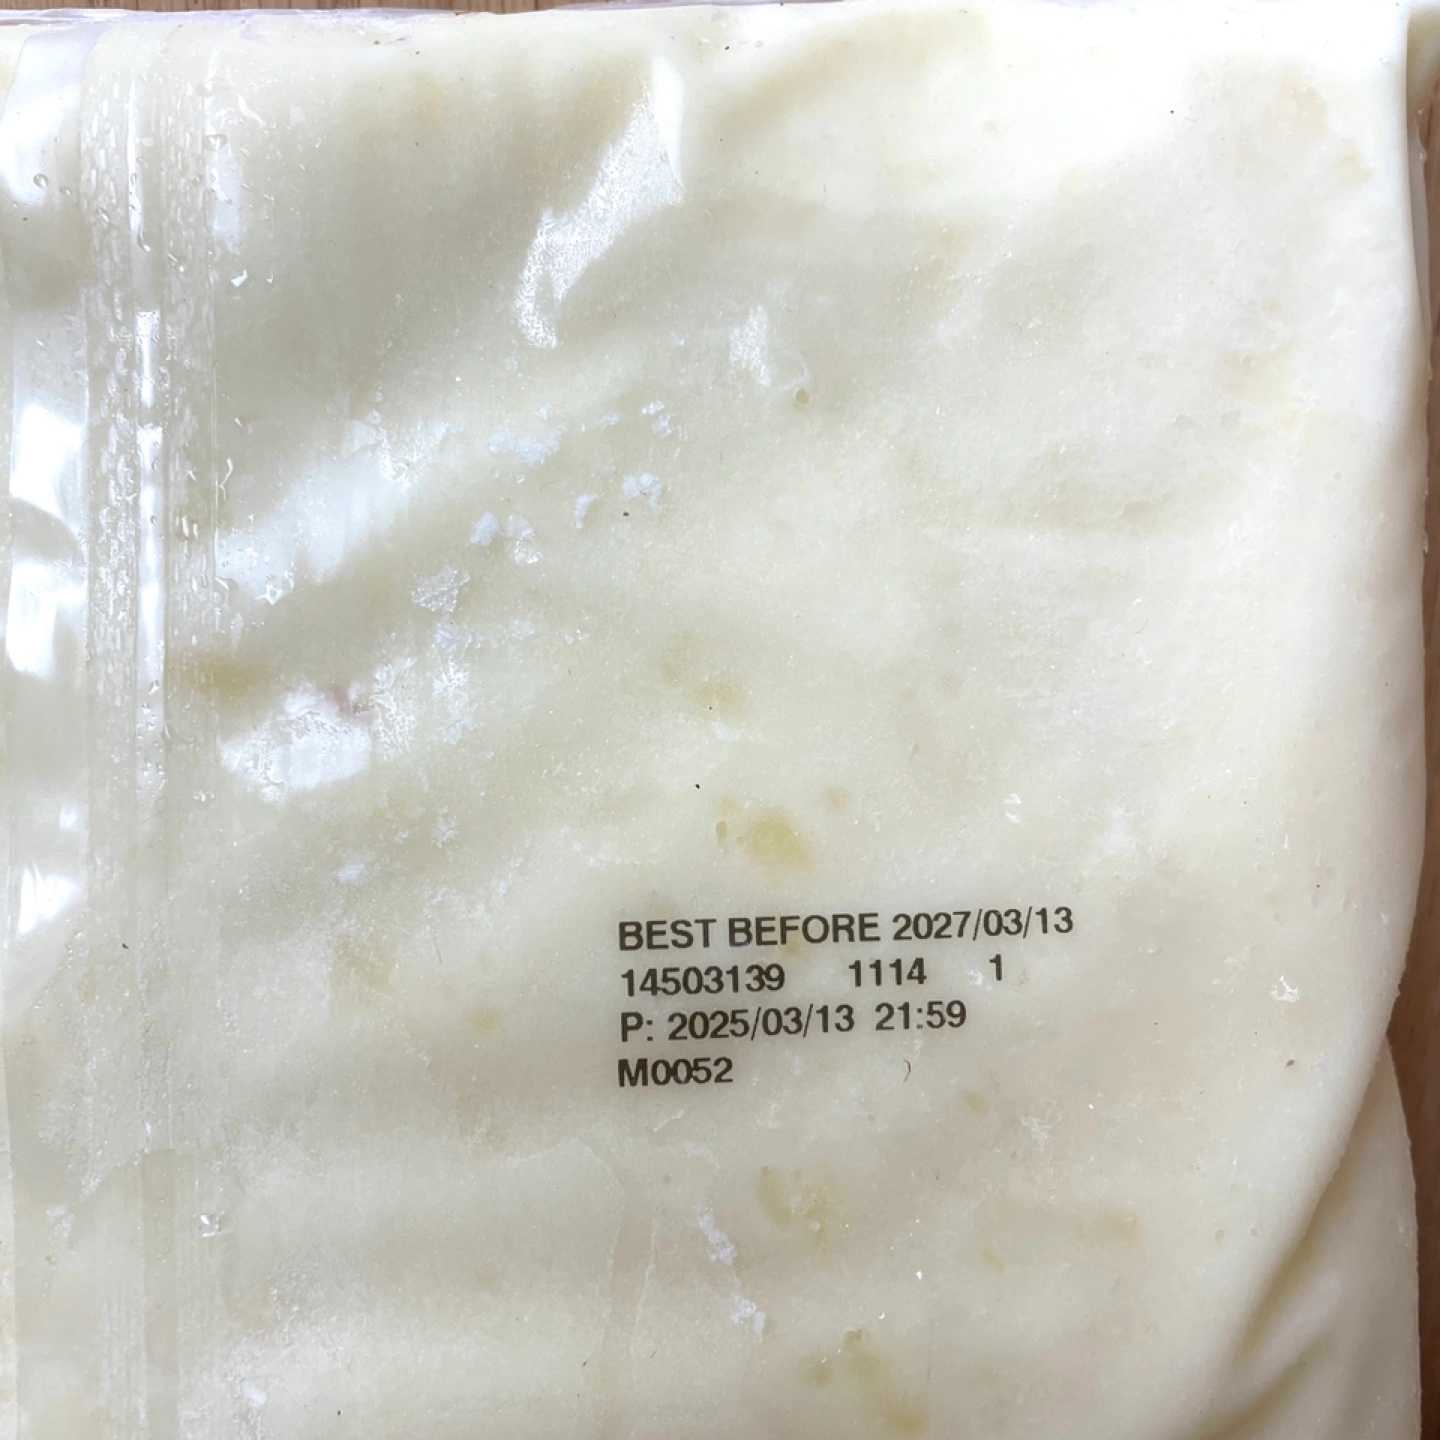 BEST BEFORE 2027/03/13
14503139 1114 1
P: 2025/03/13 21:59
M0052